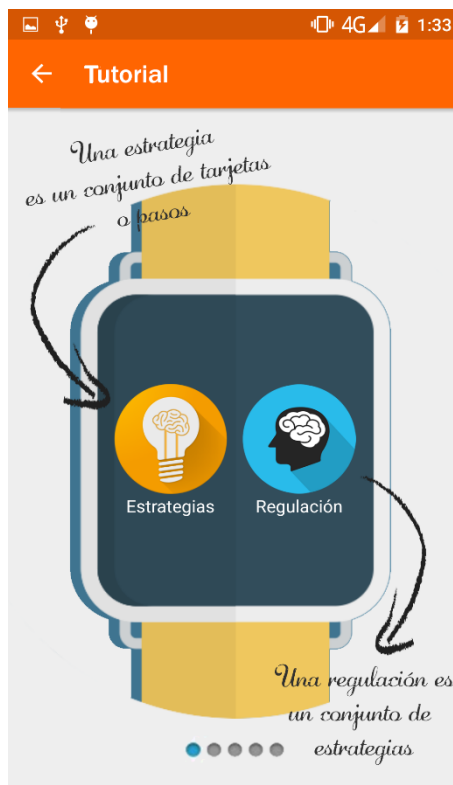 4G 1:33
Tutorial
Una estrategia
es un conjunto de tarjetas
o pasos
Estrategias Regulación
Una regulación es
un conjunto de
estrategias